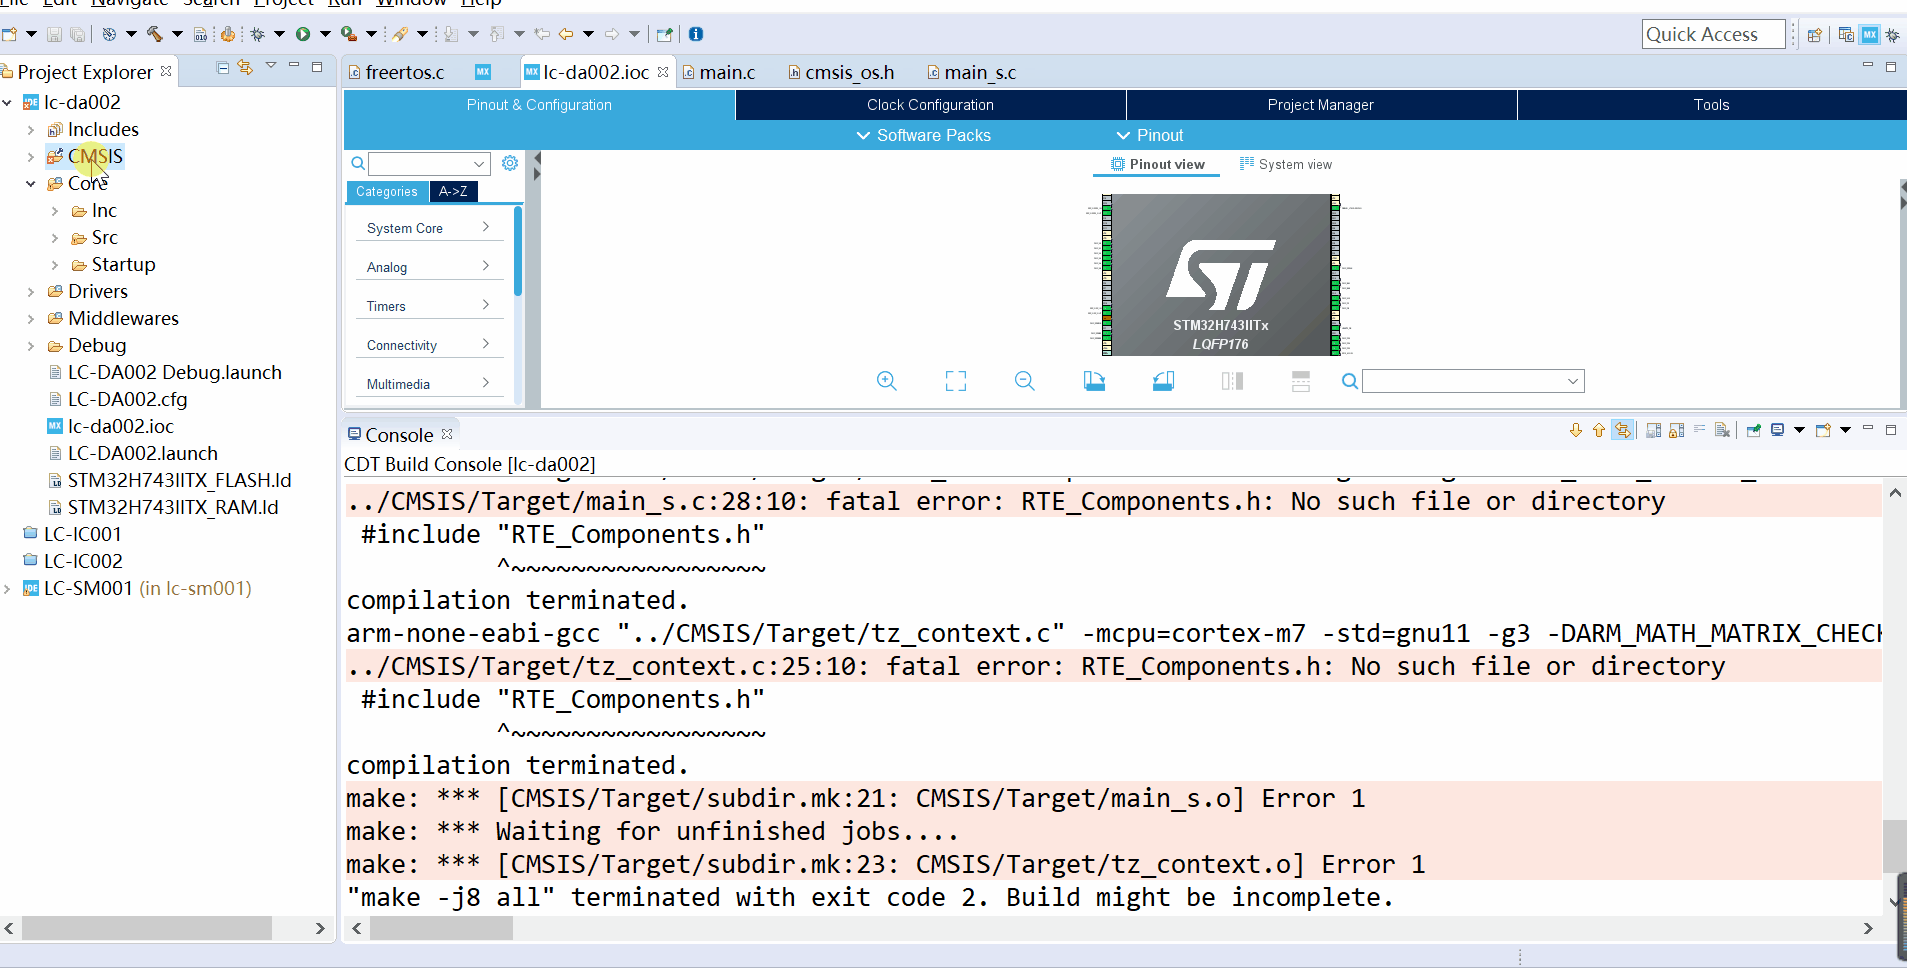 File Edit Navigate Search Project Run Window Help
Quick Access
MX
Project Explorer
freertos.c
MX
MX lc-da002.ioc
main.c
cmsis_os.h
main_s.c
IDE lc-da002
Includes
CMSIS
Core
Inc
Src
Startup
Drivers
Middlewares
Debug
LC-DA002 Debug.launch
LC-DA002.cfg
MX lc-da002.ioc
LC-DA002.launch
STM32H743IITX_FLASH.ld
STM32H743IITX_RAM.ld
LC-IC001
LC-IC002
IDE LC-SM001 (in lc-sm001)
Pinout & Configuration
Clock Configuration
Project Manager
Tools
Software Packs
Pinout
Categories
A->Z
System Core
Analog
Timers
Connectivity
Multimedia
Pinout view
System view
STM32H743IITx
LQFP176
Console
CDT Build Console [lc-da002]
../CMSIS/Target/main_s.c:28:10: fatal error: RTE_Components.h: No such file or directory
#include "RTE_Components.h"
^~~~~~~~~~~~~~~~~~
compilation terminated.
arm-none-eabi-gcc "../CMSIS/Target/tz_context.c" -mcpu=cortex-m7 -std=gnu11 -g3 -DARM_MATH_MATRIX_CHECK
../CMSIS/Target/tz_context.c:25:10: fatal error: RTE_Components.h: No such file or directory
#include "RTE_Components.h"
^~~~~~~~~~~~~~~~~~
compilation terminated.
make: *** [CMSIS/Target/subdir.mk:21: CMSIS/Target/main_s.o] Error 1
make: *** Waiting for unfinished jobs....
make: *** [CMSIS/Target/subdir.mk:23: CMSIS/Target/tz_context.o] Error 1
"make -j8 all" terminated with exit code 2. Build might be incomplete.